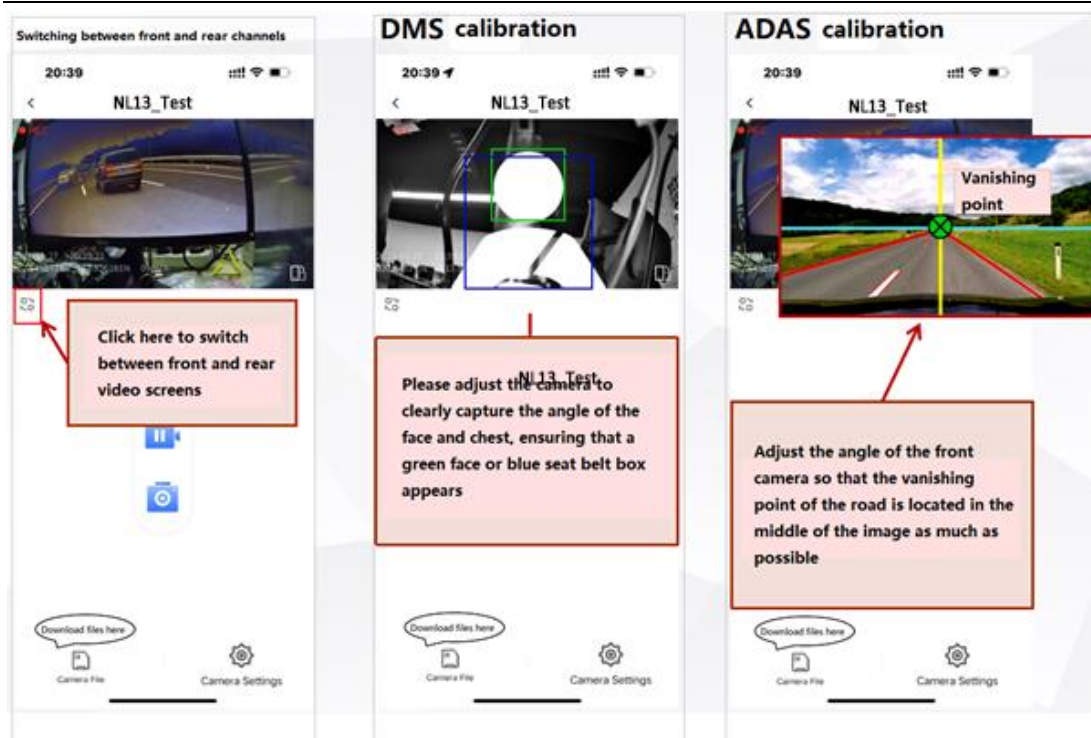 Switching between front and rear channels
20:39
NL13_Test
REC
Click here to switch
between front and rear
video screens
Download files here
Camera File
Camera Settings
DMS calibration
20:39
NL13_Test
NL13_Test
Please adjust the camera to
clearly capture the angle of the
face and chest, ensuring that a
green face or blue seat belt box
appears
Download files here
Camera File
Camera Settings
ADAS calibration
20:39
NL13_Test
Vanishing
point
Adjust the angle of the front
camera so that the vanishing
point of the road is located in the
middle of the image as much as
possible
Download files here
Camera File
Camera Settings